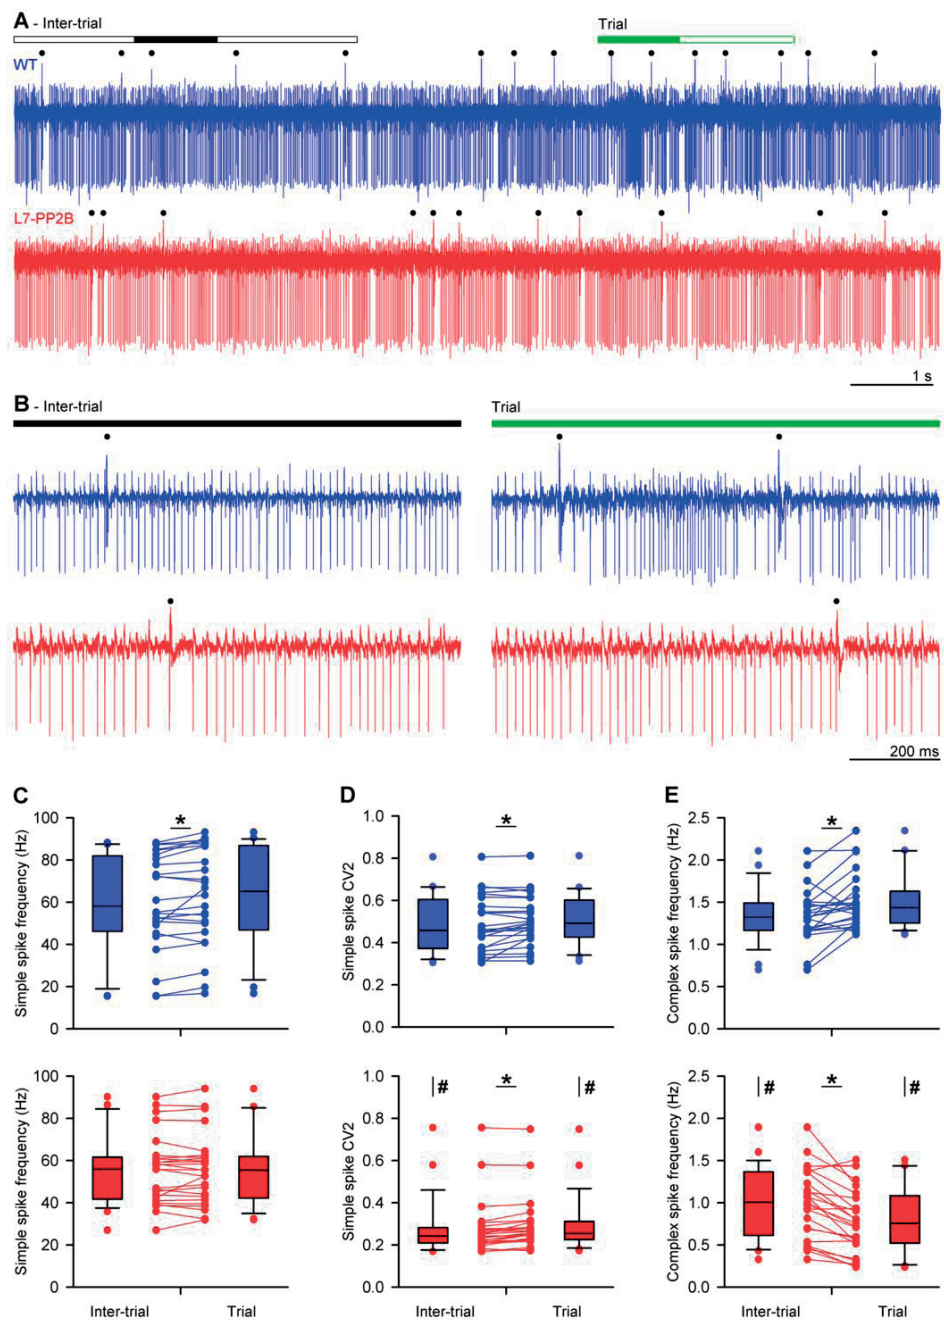 A - Inter-trial
Trial
WT
L7-PP2B
1 s
B - Inter-trial
Trial
200 ms
C
D
E
Simple spike frequency (Hz)
100
80
60
40
20
0
*
Simple spike CV2
1.0
0.8
0.6
0.4
0.2
0.0
*
Complex spike frequency (Hz)
2.5
2.0
1.5
1.0
0.5
0.0
*
Simple spike frequency (Hz)
100
80
60
40
20
0
Inter-trial
Trial
Simple spike CV2
1.0
0.8
0.6
0.4
0.2
0.0
# * #
Inter-trial
Trial
Complex spike frequency (Hz)
2.5
2.0
1.5
1.0
0.5
0.0
# * #
Inter-trial
Trial